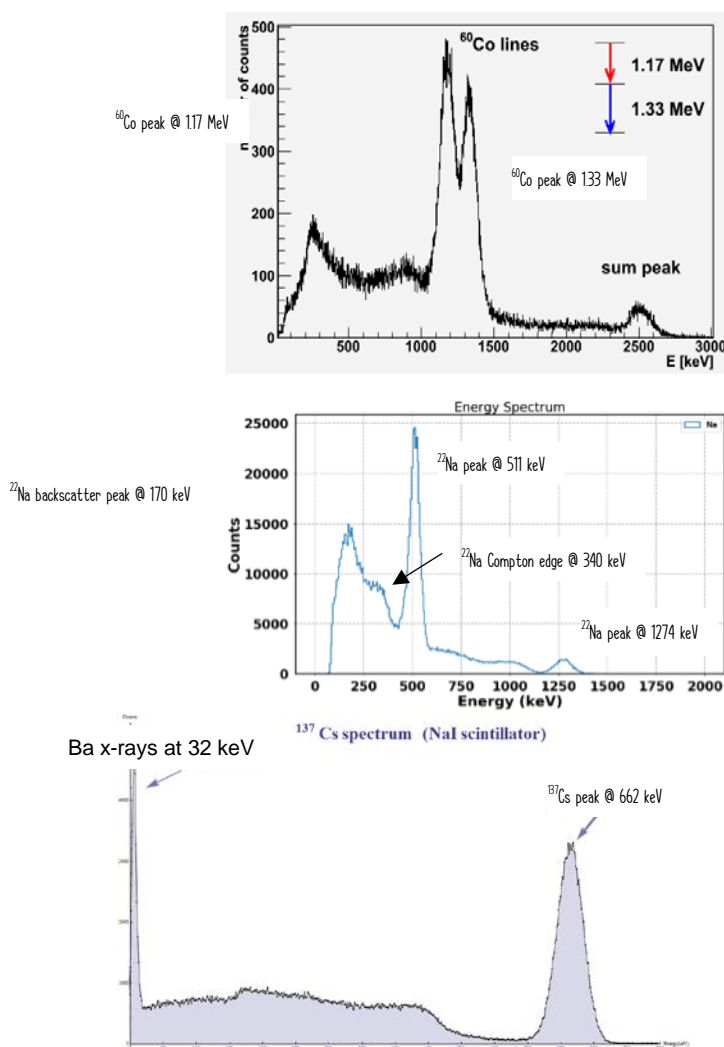 500
⁶⁰Co lines
1.17 MeV
400
⁶⁰Co peak @ 1.17 MeV
1.33 MeV
300
⁶⁰Co peak @ 1.33 MeV
200
sum peak
100
0
500 1000 1500 2000 2500 3000
E [keV]
Energy Spectrum
25000
Na
²²Na peak @ 511 keV
20000
²²Na backscatter peak @ 170 keV
15000
Counts
²²Na Compton edge @ 340 keV
10000
²²Na peak @ 1274 keV
5000
0
0 250 500 750 1000 1250 1500 1750 2000
Energy (keV)
¹³⁷Cs spectrum (NaI scintillator)
Ba x-rays at 32 keV
¹³⁷Cs peak @ 662 keV